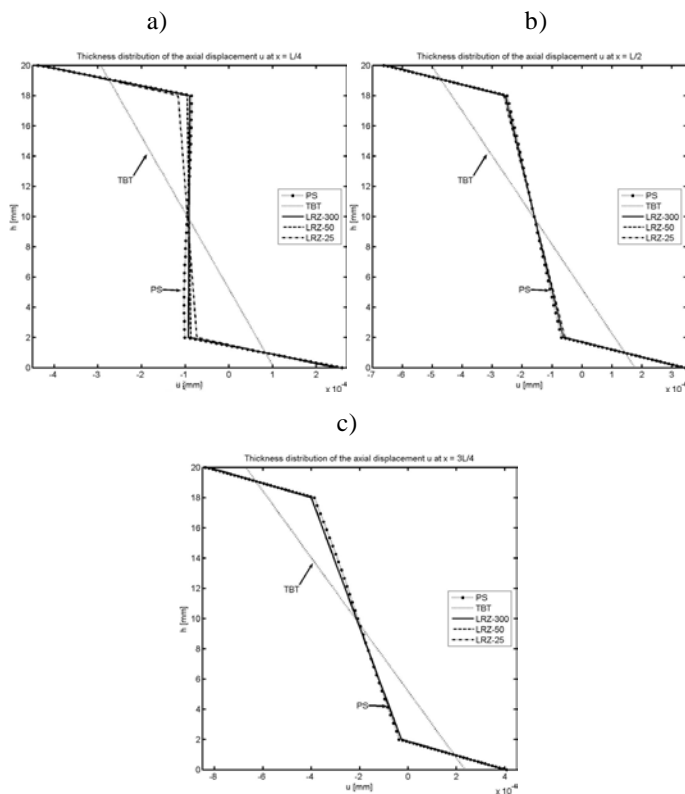 a)
b)
Thickness distribution of the axial displacement u at x = L/4
20
18
16
14
12
10
8
6
4
2
0
h [mm]
TBT
PS
PS
TBT
LRZ-300
LRZ-50
LRZ-25
-4 -3 -2 -1 0 1 2
u [mm]
Thickness distribution of the axial displacement u at x = L/2
20
18
16
14
12
10
8
6
4
2
0
h [mm]
TBT
PS
PS
TBT
LRZ-300
LRZ-50
LRZ-25
-7 -6 -5 -4 -3 -2 -1 0 1 2 3
u [mm]
c)
Thickness distribution of the axial displacement u at x = 3L/4
20
18
16
14
12
10
8
6
4
2
0
h [mm]
TBT
PS
PS
TBT
LRZ-300
LRZ-50
LRZ-25
-8 -6 -4 -2 0 2 4
u [mm]